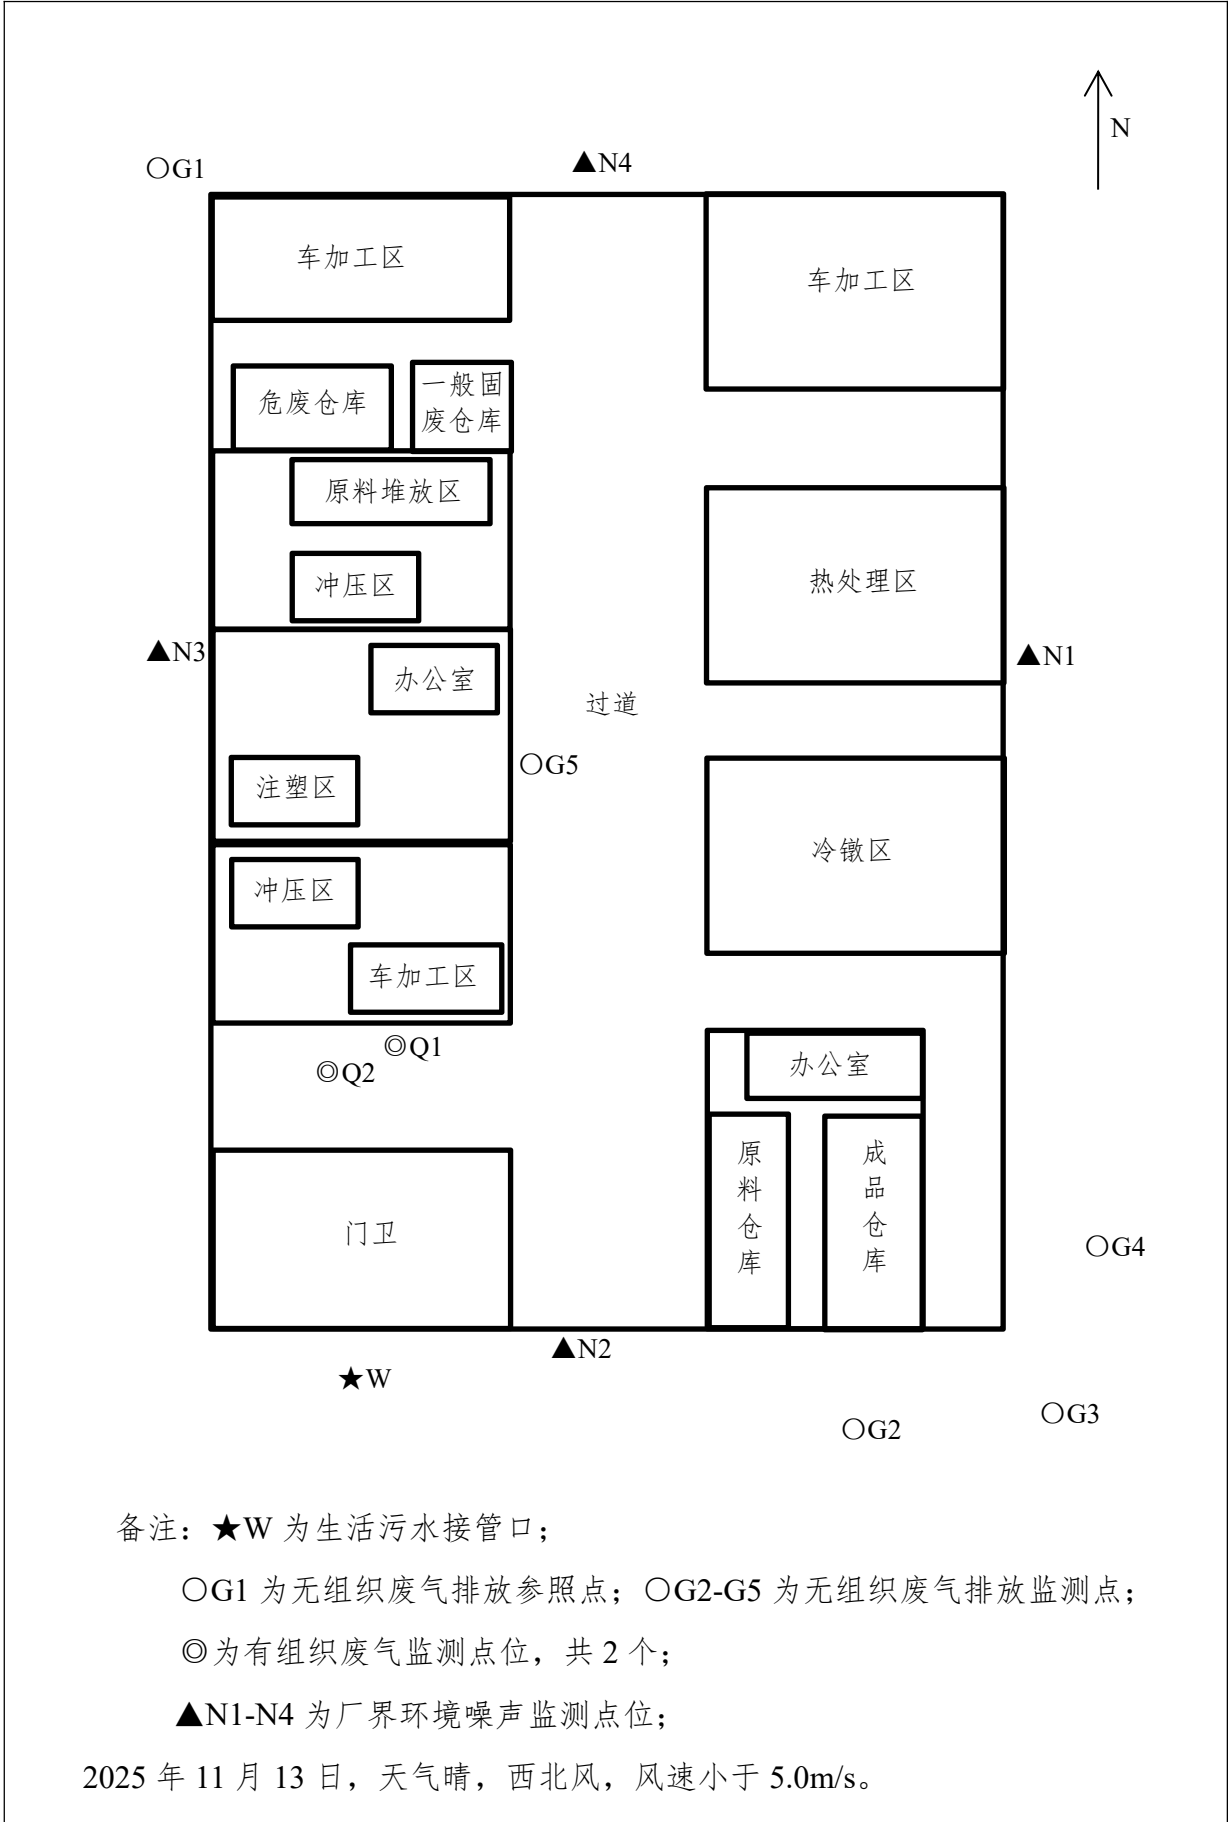 N
○G1
▲N4
车加工区
车加工区
危废仓库
一般固
废仓库
原料堆放区
冲压区
热处理区
▲N3
办公室
▲N1
过道
○G5
注塑区
冷镦区
冲压区
车加工区
◎Q1
◎Q2
办公室
原料仓库
成品仓库
门卫
○G4
▲N2
★W
○G3
○G2
备注：★W 为生活污水接管口；
○G1 为无组织废气排放参照点；○G2-G5 为无组织废气排放监测点；
◎为有组织废气监测点位，共 2 个；
▲N1-N4 为厂界环境噪声监测点位；
2025 年 11 月 13 日，天气晴，西北风，风速小于 5.0m/s。